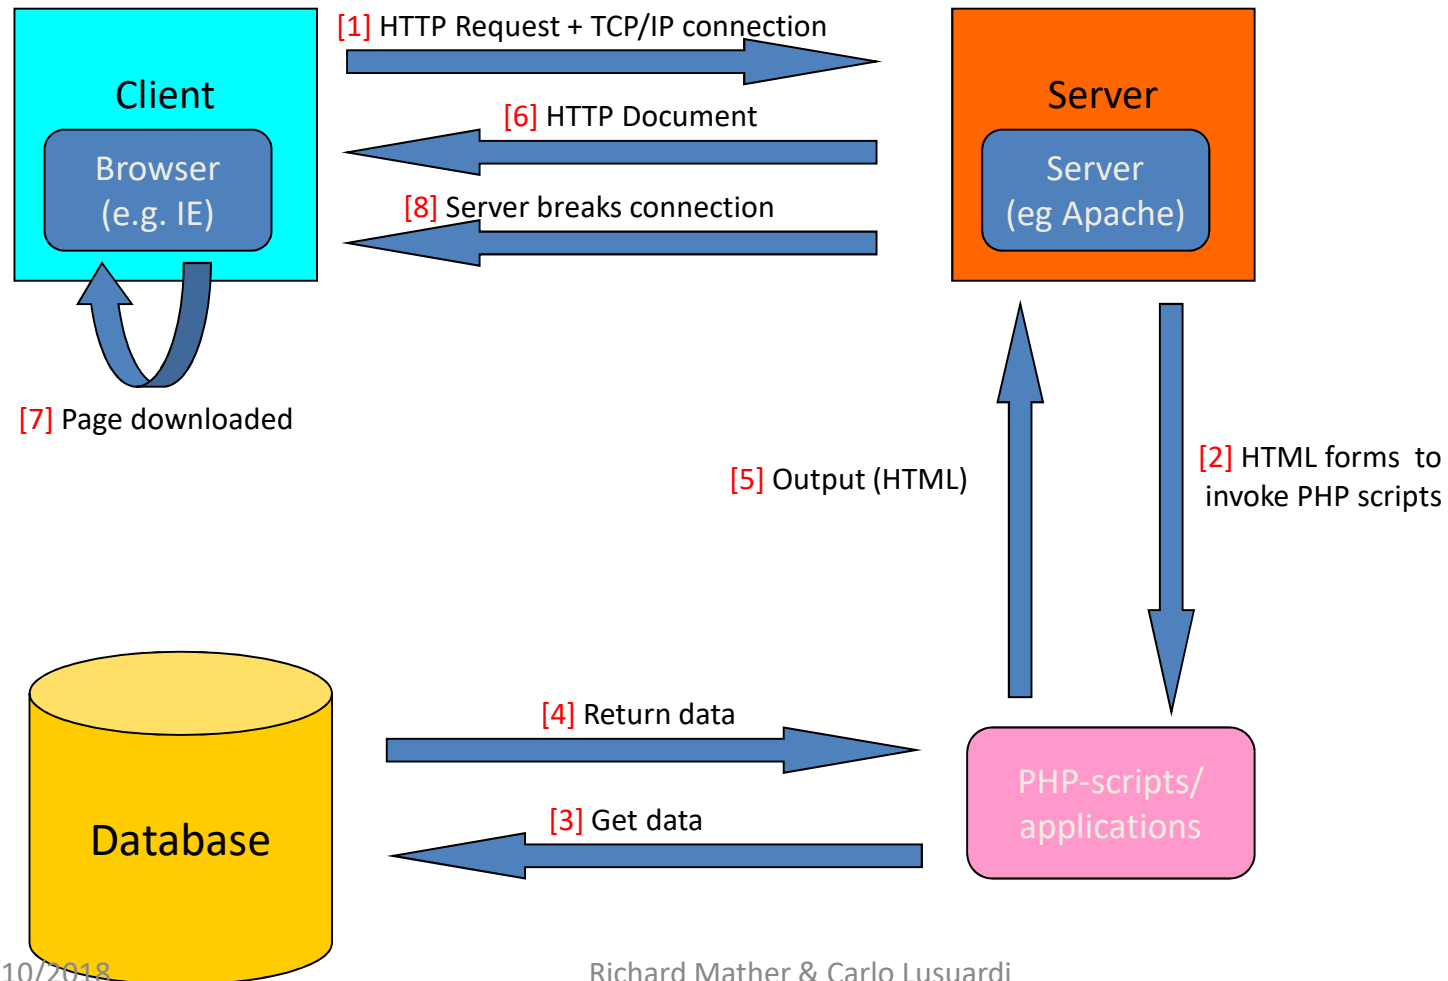 [1] HTTP Request + TCP/IP connection
Client
Server
[6] HTTP Document
Browser
(e.g. IE)
Server
(eg Apache)
[8] Server breaks connection
[7] Page downloaded
[5] Output (HTML)
[2] HTML forms to
invoke PHP scripts
[4] Return data
PHP-scripts/
applications
[3] Get data
Database
10/2018
Richard Mather & Carlo Lusuardi